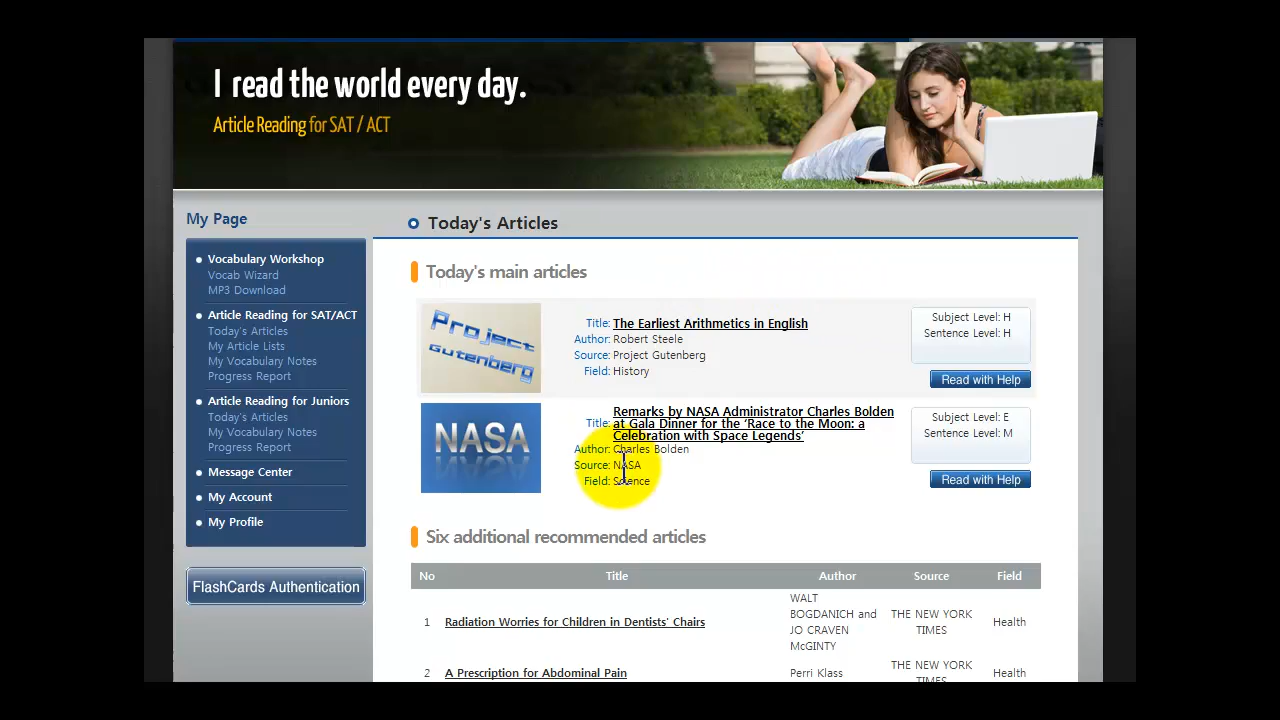 I read the world every day.
Article Reading for SAT / ACT
My Page
Vocabulary Workshop
Vocab Wizard
MP3 Download
Article Reading for SAT/ACT
Today's Articles
My Article Lists
My Vocabulary Notes
Progress Report
Article Reading for Juniors
Today's Articles
My Vocabulary Notes
Progress Report
Message Center
My Account
My Profile
FlashCards Authentication
Today's Articles
Today's main articles
Project
Gutenberg
Title: The Earliest Arithmetics in English
Author: Robert Steele
Source: Project Gutenberg
Field: History
Subject Level: H
Sentence Level: H
Read with Help
NASA
Title: Remarks by NASA Administrator Charles Bolden
at Gala Dinner for the ‘Race to the Moon: a
Celebration with Space Legends’
Author: Charles Bolden
Source: NASA
Field: Science
Subject Level: E
Sentence Level: M
Read with Help
Six additional recommended articles
No Title Author Source Field
1 Radiation Worries for Children in Dentists’ Chairs WALT BOGDANICH and JO CRAVEN McGINTY THE NEW YORK TIMES Health
2 A Prescription for Abdominal Pain Perri Klass THE NEW YORK TIMES Health